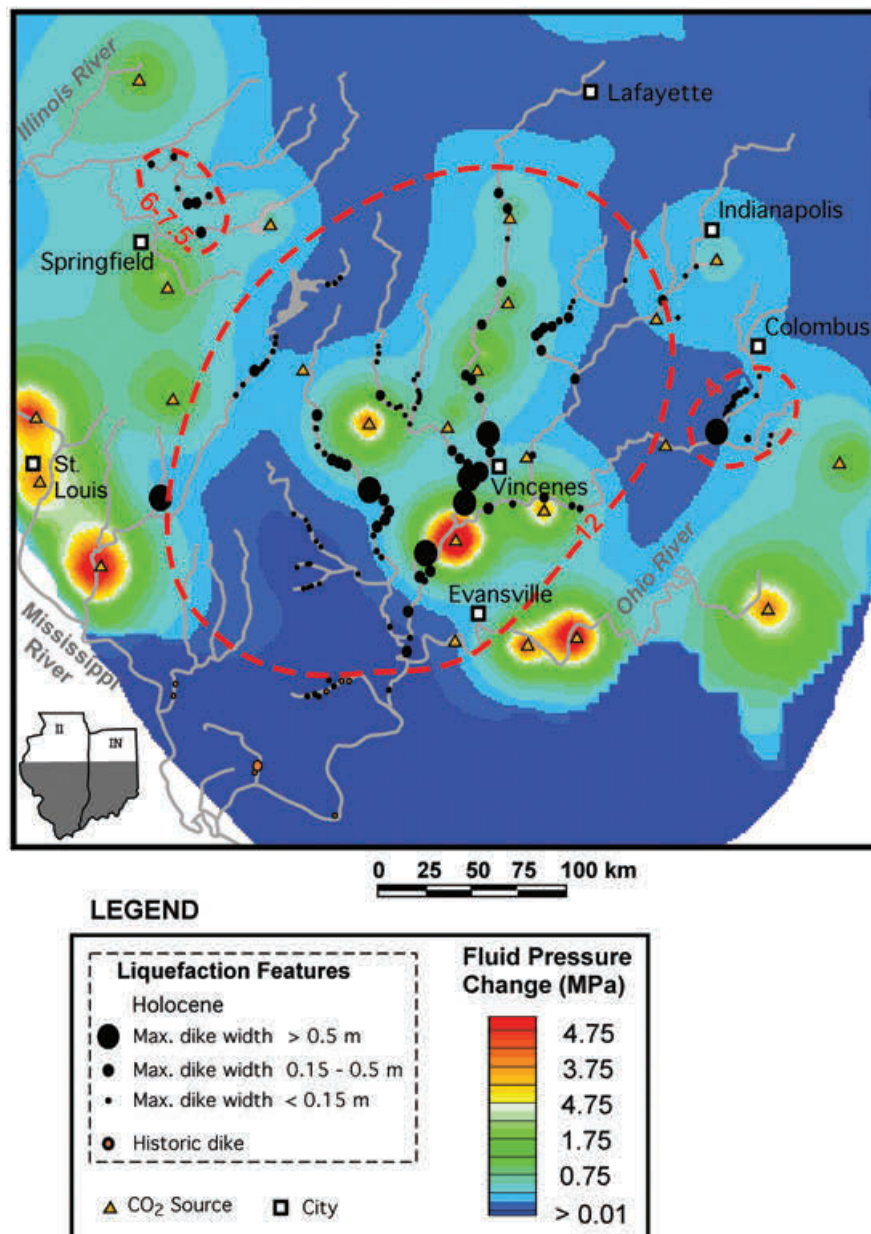 Illinois River
Lafayette
6-7.5
Indianapolis
Springfield
Colombus
4
St.
Louis
Vincenes
12
Evansville
Ohio River
Mississippi
River
II
IN
0 25 50 75 100 km
LEGEND
Liquefaction Features
Holocene
Max. dike width > 0.5 m
Max. dike width 0.15 - 0.5 m
Max. dike width < 0.15 m
Historic dike
CO₂ Source
City
Fluid Pressure
Change (MPa)
4.75
3.75
4.75
1.75
0.75
> 0.01